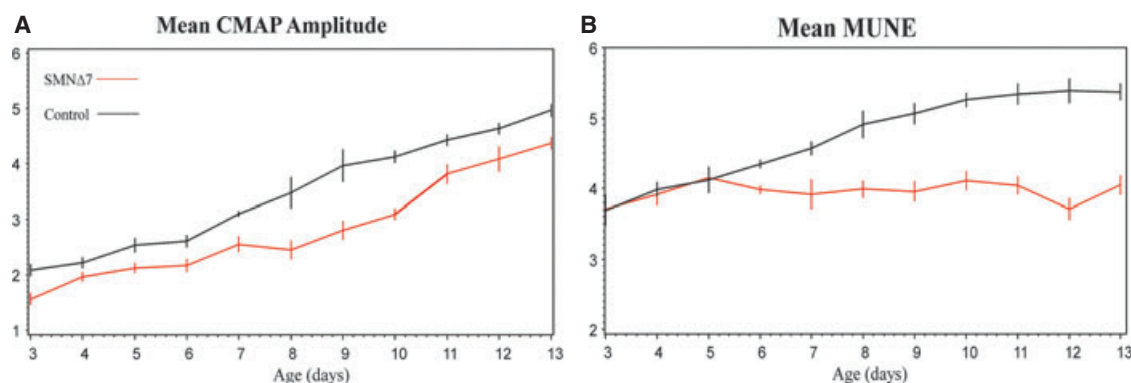 A Mean CMAP Amplitude
6
SMNΔ7
Control
5
4
3
2
1
3 4 5 6 7 8 9 10 11 12 13
Age (days)
B Mean MUNE
6
5
4
3
2
3 4 5 6 7 8 9 10 11 12 13
Age (days)